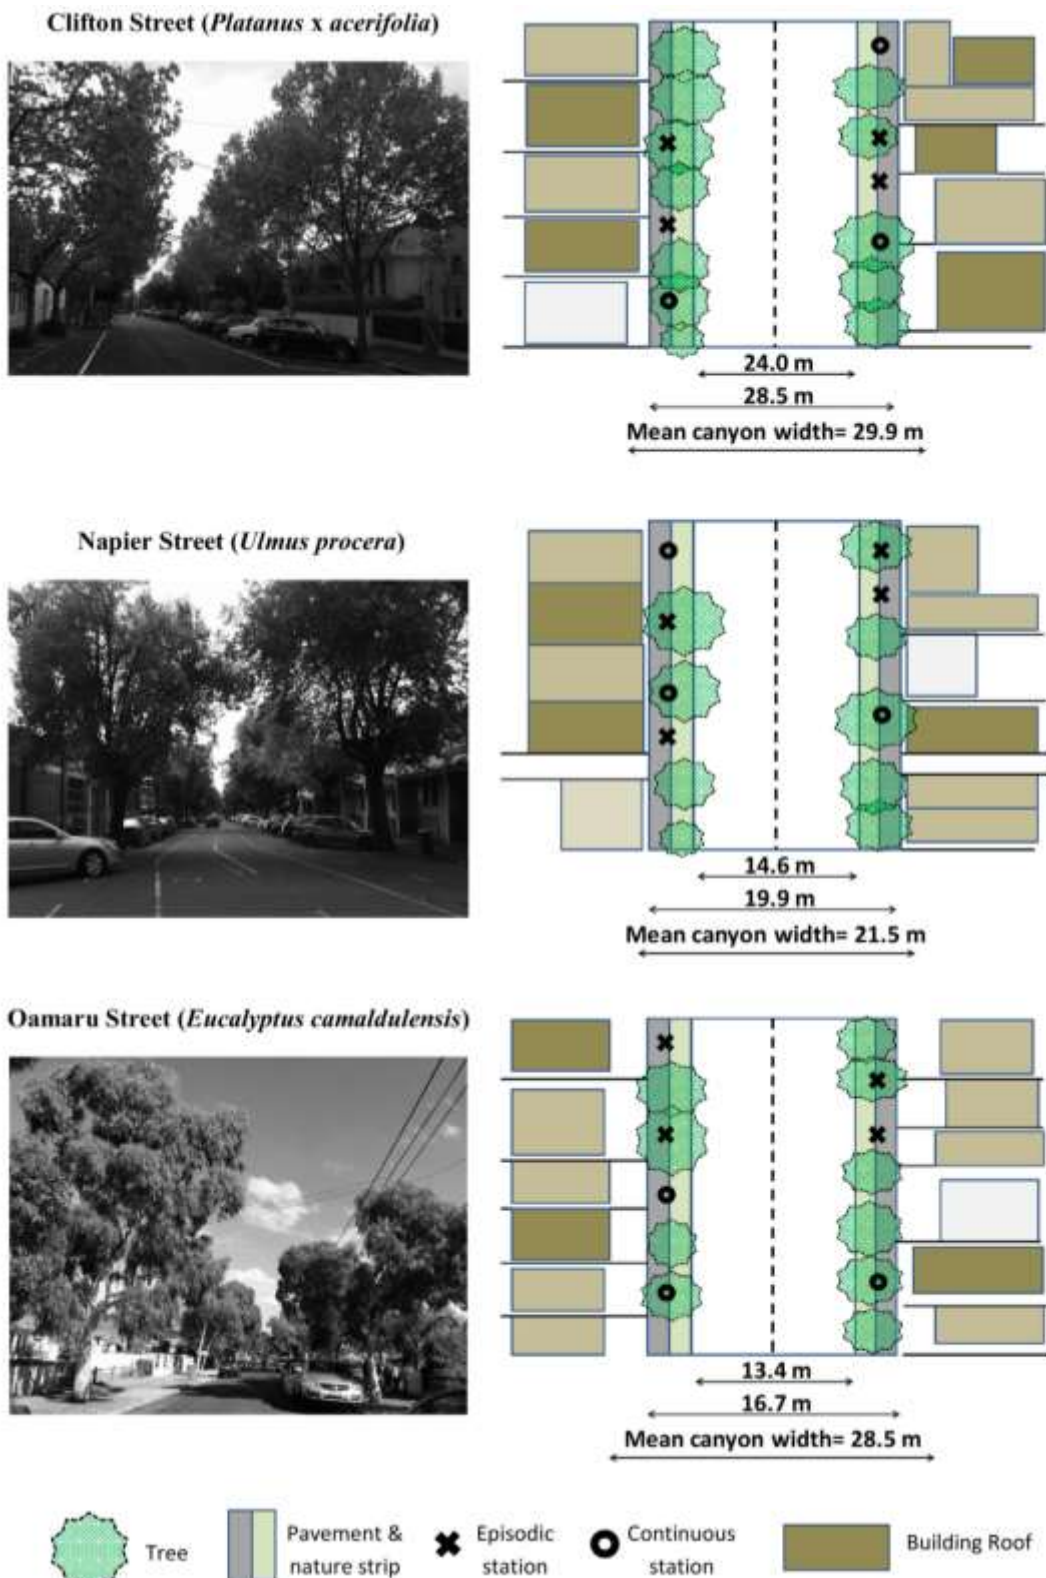 Clifton Street (Platanus x acerifolia)
24.0 m
28.5 m
Mean canyon width= 29.9 m
Napier Street (Ulmus procera)
14.6 m
19.9 m
Mean canyon width= 21.5 m
Oamaru Street (Eucalyptus camaldulensis)
13.4 m
16.7 m
Mean canyon width= 28.5 m
Tree
Pavement &
nature strip
Episodic
station
Continuous
station
Building Roof